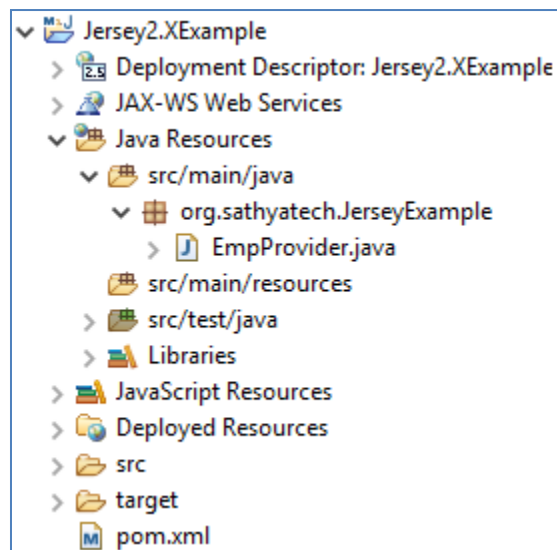 Jersey2.XExample
Deployment Descriptor: Jersey2.XExample
JAX-WS Web Services
Java Resources
src/main/java
org.sathyatech.JerseyExample
EmpProvider.java
src/main/resources
src/test/java
Libraries
JavaScript Resources
Deployed Resources
src
target
pom.xml